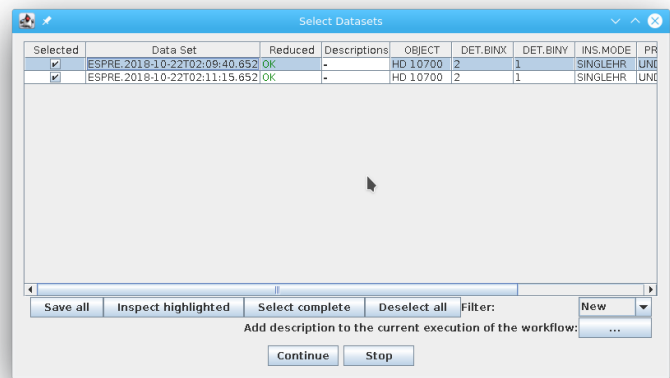 Select Datasets
Selected Data Set Reduced Descriptions OBJECT DET.BINX DET.BINY INS.MODE PR
ESPRE.2018-10-22T02:09:40.652 OK - HD 10700 2 1 SINGLEHR UND
ESPRE.2018-10-22T02:11:15.652 OK - HD 10700 2 1 SINGLEHR UND
Save all Inspect highlighted Select complete Deselect all Filter: New
Add description to the current execution of the workflow: ...
Continue Stop